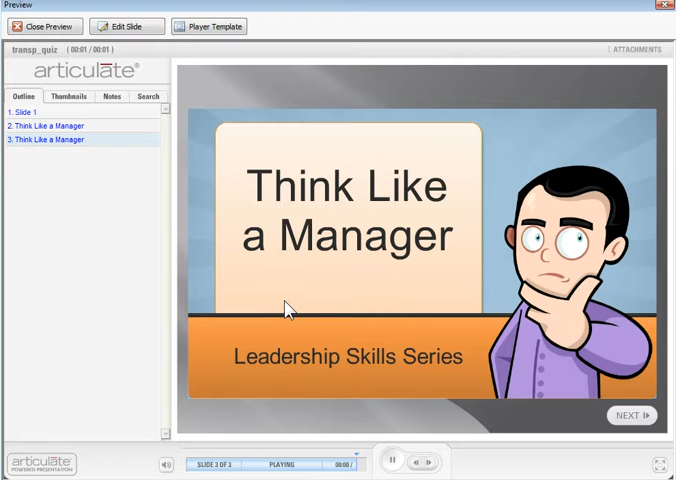 Preview
Close Preview
Edit Slide
Player Template
transp_quiz ( 00:01 / 00:01 )
ATTACHMENTS
articulate®
Outline
Thumbnails
Notes
Search
1. Slide 1
2. Think Like a Manager
3. Think Like a Manager
Think Like
a Manager
Leadership Skills Series
NEXT
articulate®
POWERED PRESENTATION
SLIDE 3 OF 3
PLAYING
00:00 /